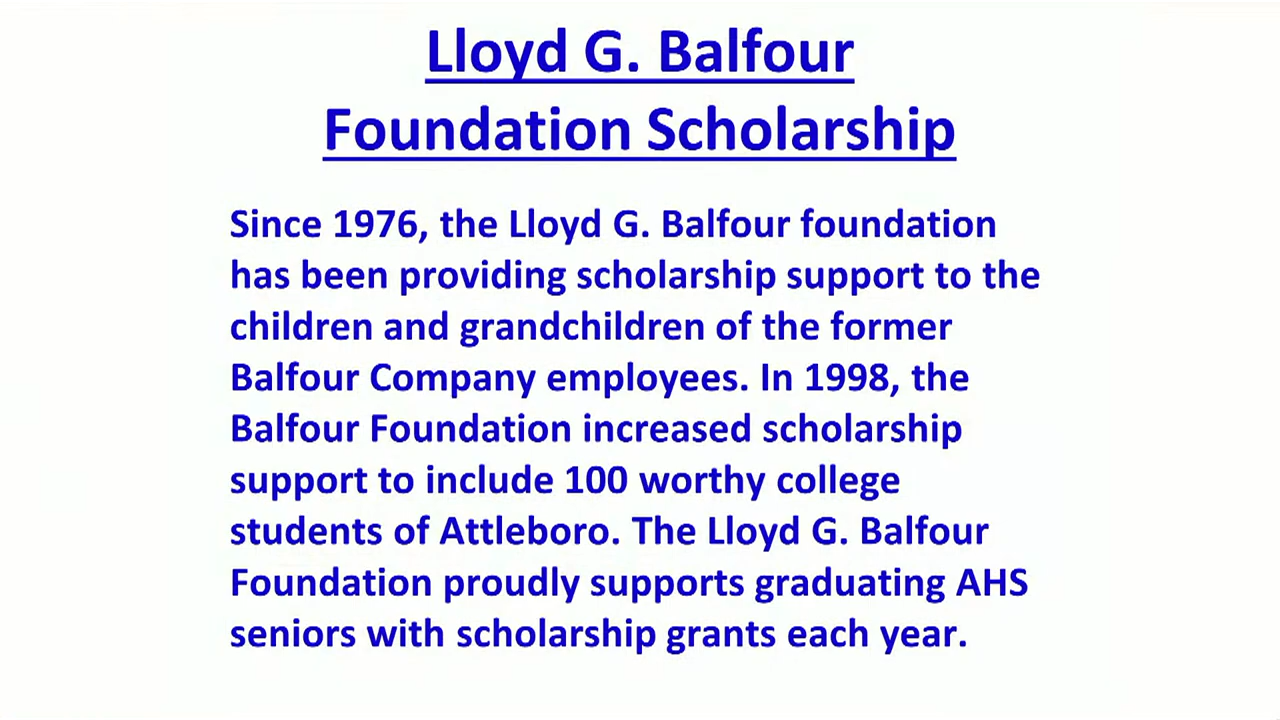 Lloyd G. Balfour
Foundation Scholarship
Since 1976, the Lloyd G. Balfour foundation
has been providing scholarship support to the
children and grandchildren of the former
Balfour Company employees. In 1998, the
Balfour Foundation increased scholarship
support to include 100 worthy college
students of Attleboro. The Lloyd G. Balfour
Foundation proudly supports graduating AHS
seniors with scholarship grants each year.